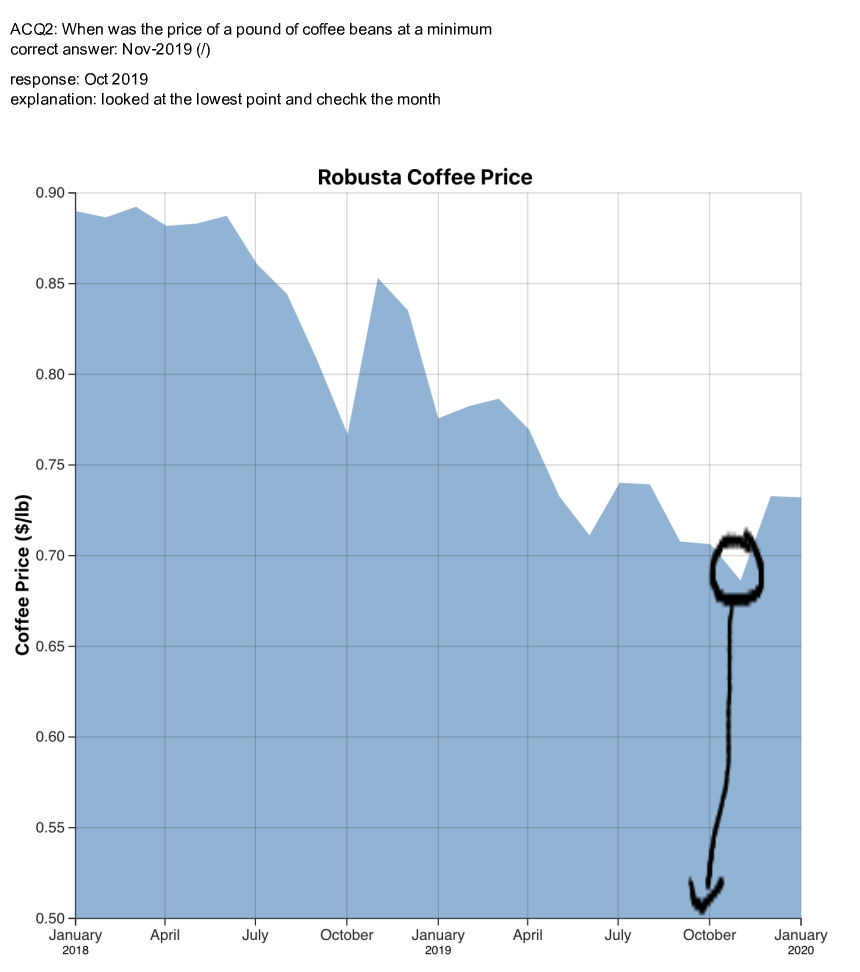 ACQ2: When was the price of a pound of coffee beans at a minimum
correct answer: Nov-2019 (/)
response: Oct 2019
explanation: looked at the lowest point and chechk the month
Robusta Coffee Price
0.90
0.85
0.80
0.75
0.70
0.65
0.60
0.55
0.50
Coffee Price ($/lb)
January April July October January April July October January
2018 2019 2020